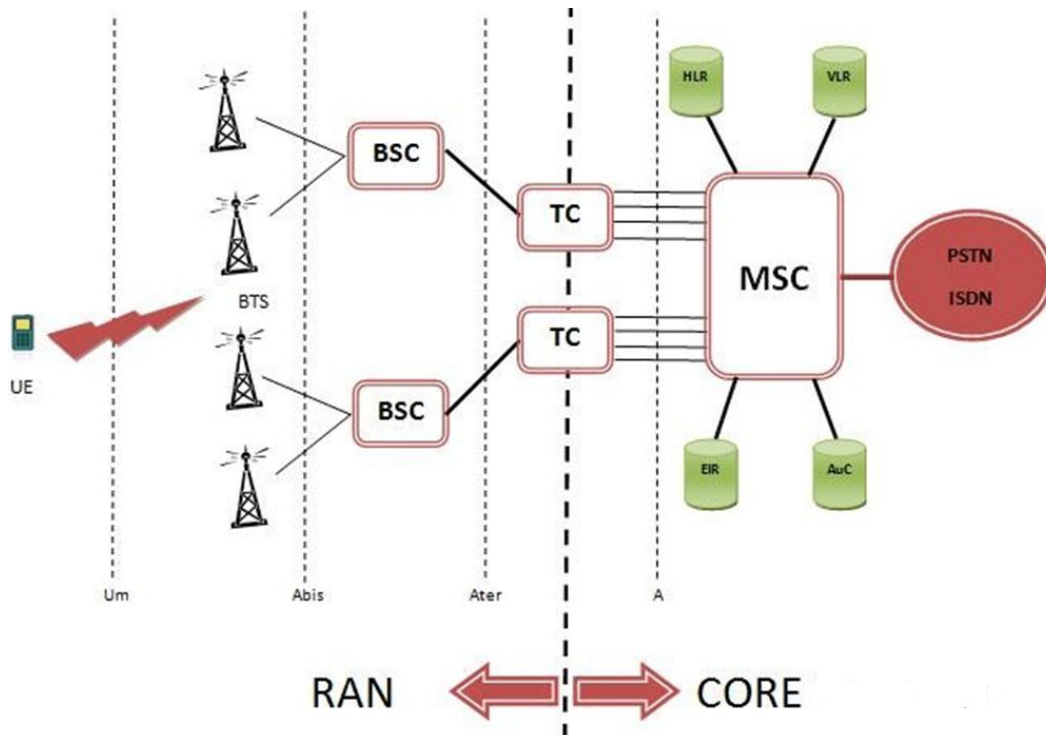 HLR
VLR
BSC
TC
MSC
PSTN
ISDN
BTS
UE
TC
BSC
EIR
AuC
Um
Abis
Ater
A
RAN
CORE